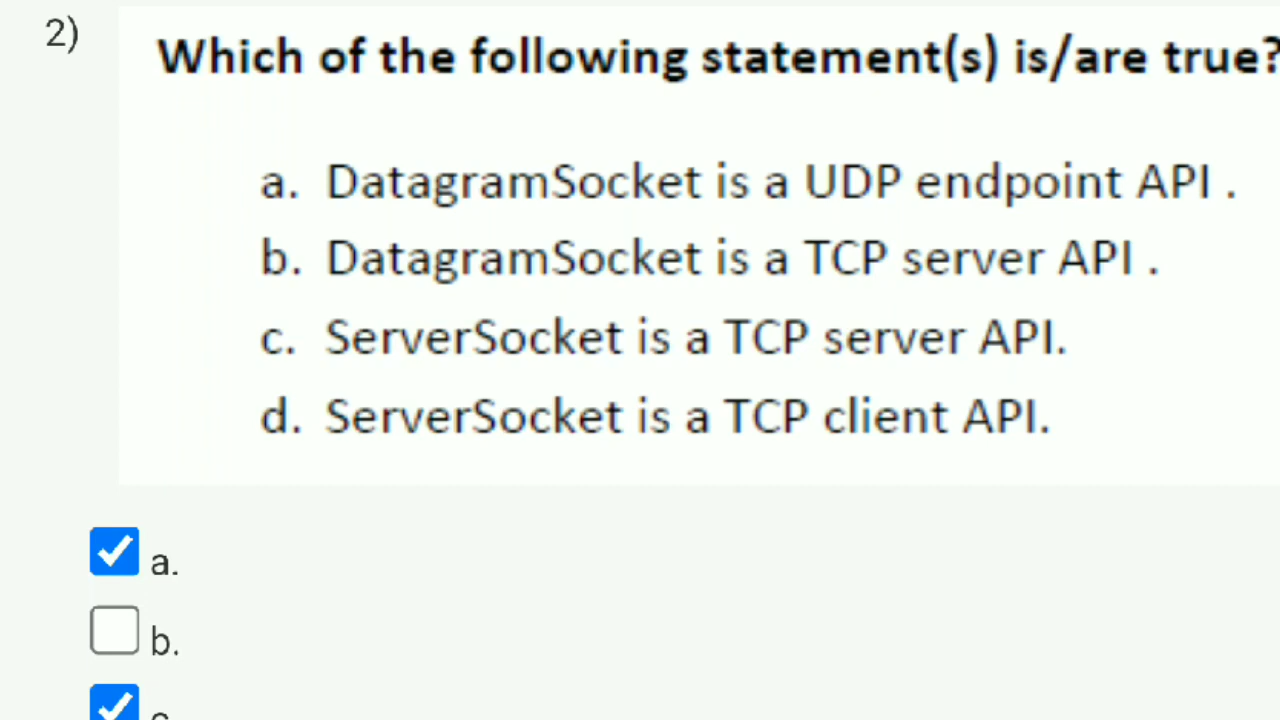 2)
Which of the following statement(s) is/are true?
a. DatagramSocket is a UDP endpoint API .
b. DatagramSocket is a TCP server API .
c. ServerSocket is a TCP server API.
d. ServerSocket is a TCP client API.
a.
b.